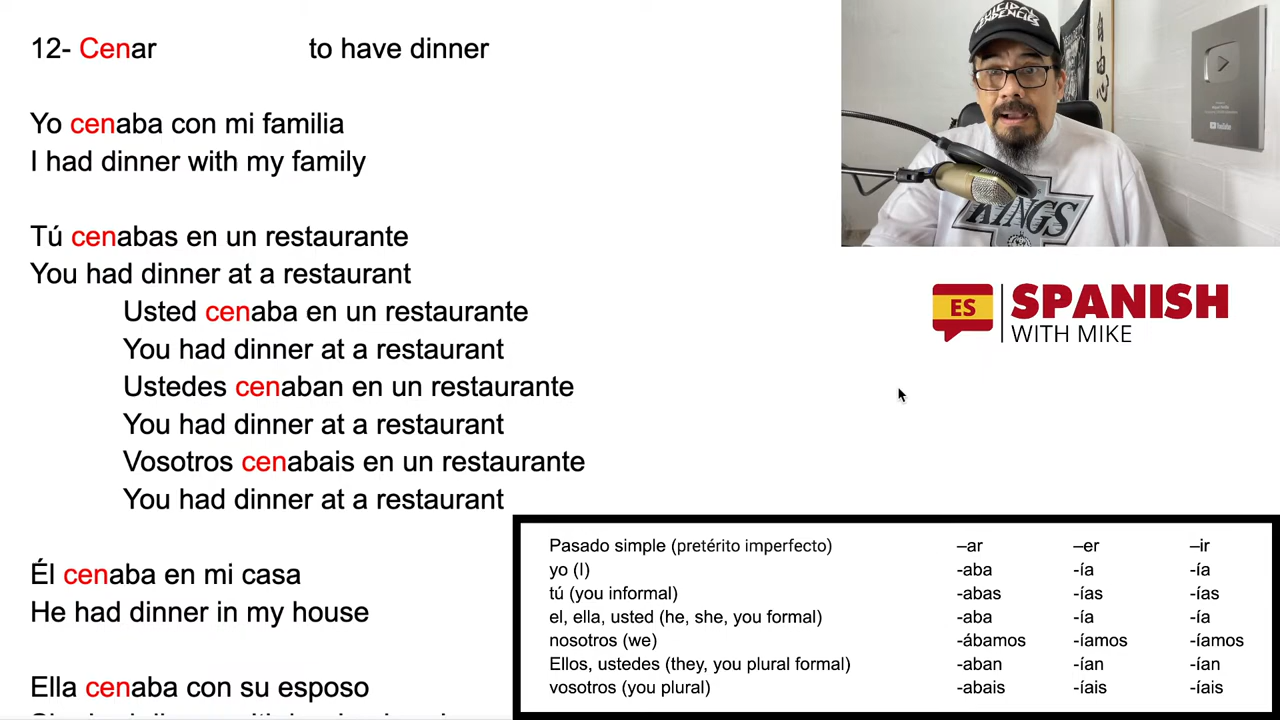 12- Cenar to have dinner
Yo cenaba con mi familia
I had dinner with my family
Tú cenabas en un restaurante
You had dinner at a restaurant
Usted cenaba en un restaurante
You had dinner at a restaurant
Ustedes cenaban en un restaurante
You had dinner at a restaurant
Vosotros cenabais en un restaurante
You had dinner at a restaurant
Él cenaba en mi casa
He had dinner in my house
Ella cenaba con su esposo
SUICIDAL
TENDENCIES
自由心
YouTube
KINGS
ES
SPANISH
WITH MIKE
Pasado simple (pretérito imperfecto) –ar –er –ir
yo (I) -aba -ía -ía
tú (you informal) -abas -ías -ías
el, ella, usted (he, she, you formal) -aba -ía -ía
nosotros (we) -ábamos -íamos -íamos
Ellos, ustedes (they, you plural formal) -aban -ían -ían
vosotros (you plural) -abais -íais -íais